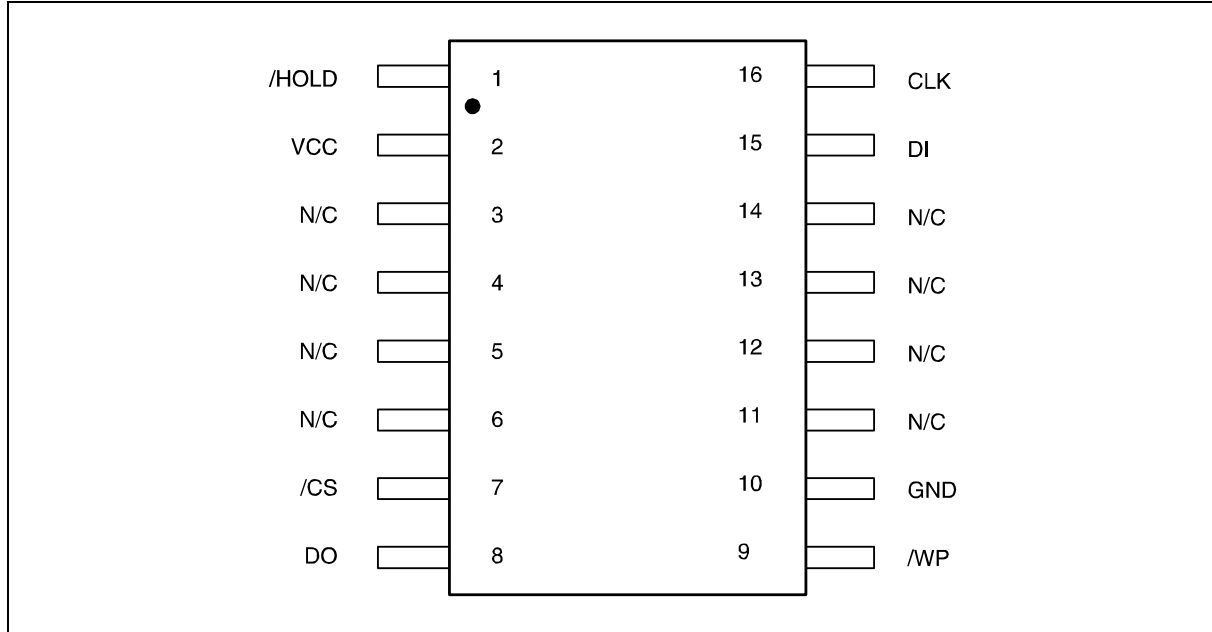 /HOLD 1 16 CLK
VCC 2 15 DI
N/C 3 14 N/C
N/C 4 13 N/C
N/C 5 12 N/C
N/C 6 11 N/C
/CS 7 10 GND
DO 8 9 /WP